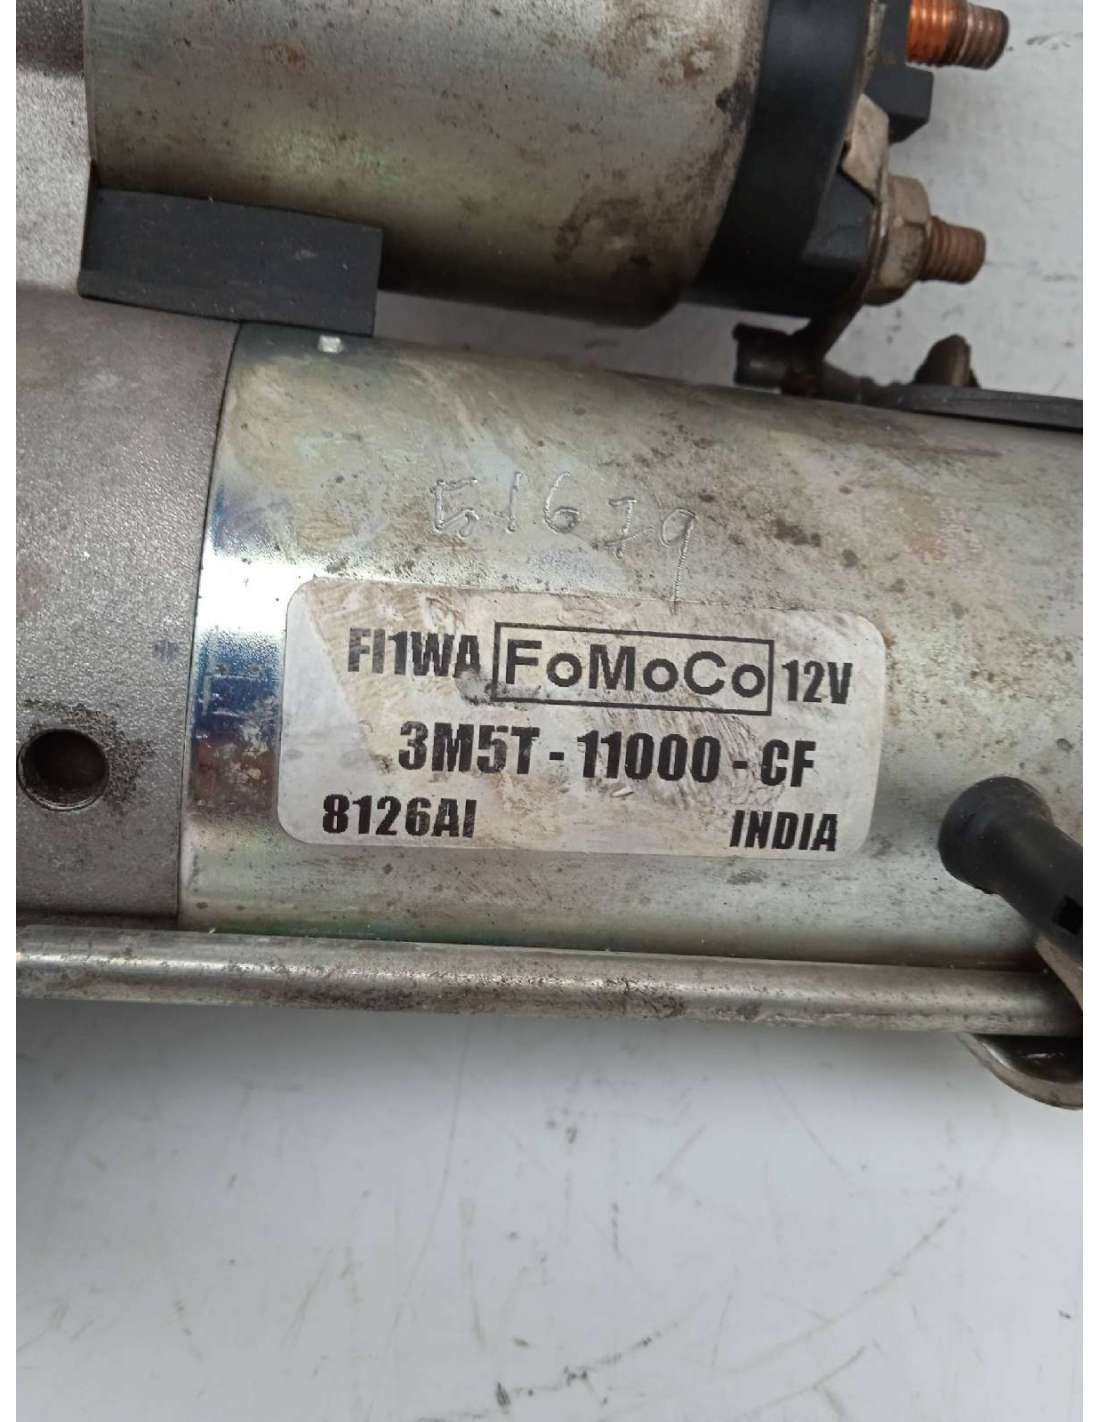 51679
FI1WA FoMoCo 12V
3M5T-11000-CF
8126AI INDIA